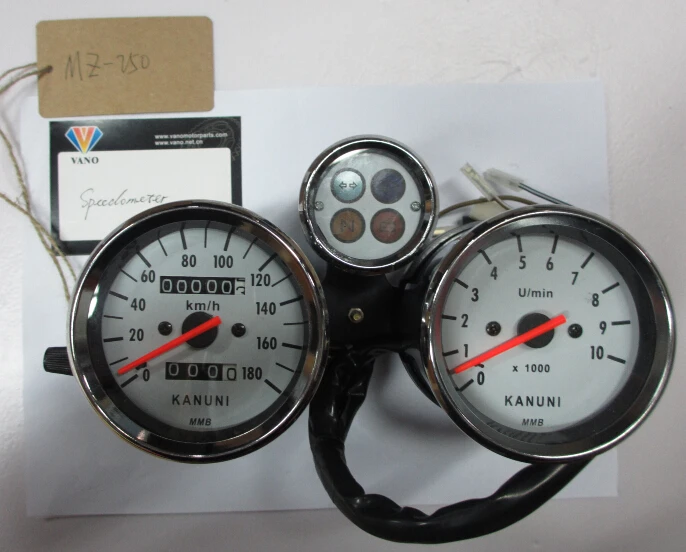 MZ-250
www.vanomotorparts.com
www.vano.net.cn
V
VANO
Speedometer
0 20 40 60 80 100 120 140 160 180
00000
km/h
0000
KANUNI
MMB
0 1 2 3 4 5 6 7 8 9 10
U/min
x 1000
KANUNI
MMB